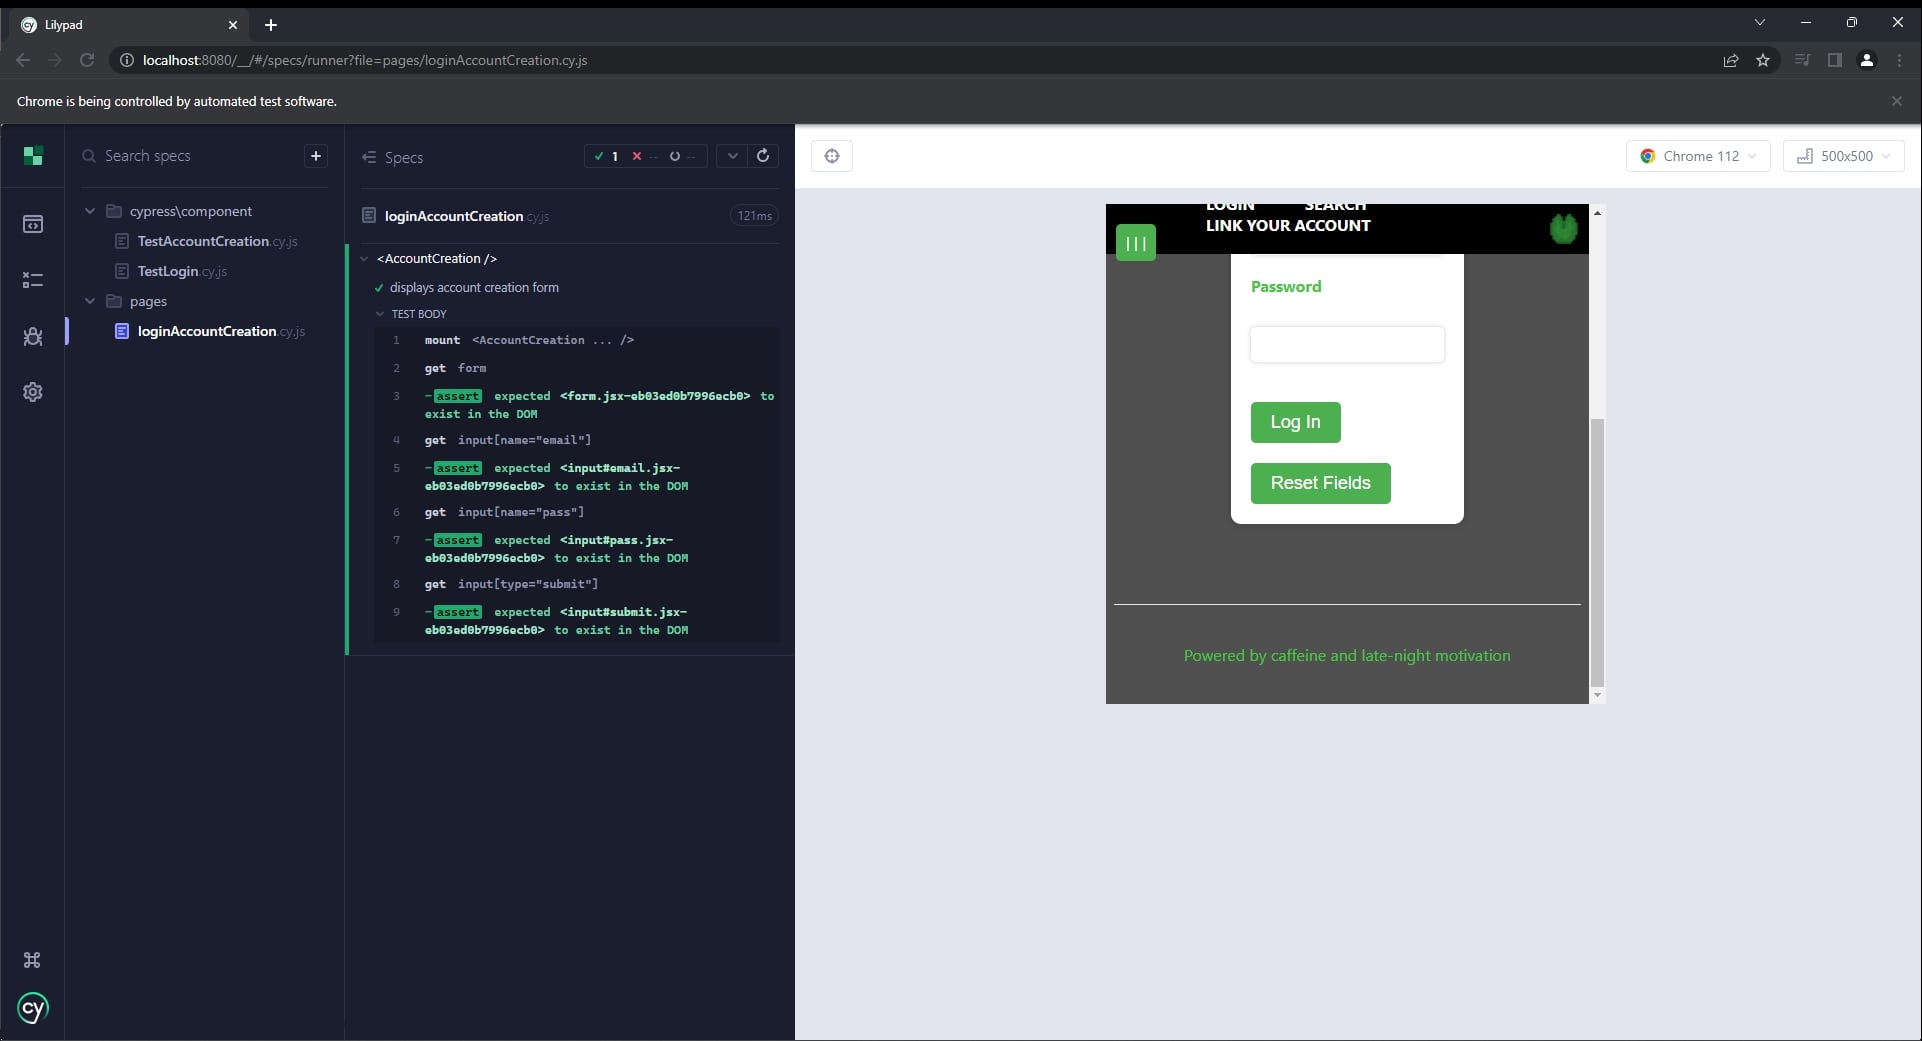 Lilypad
localhost:8080/__/#/specs/runner?file=pages/loginAccountCreation.cy.js
Chrome is being controlled by automated test software.
Search specs
cypress\component
TestAccountCreation.cy.js
TestLogin.cy.js
pages
loginAccountCreation.cy.js
Specs
1 -- --
loginAccountCreation.cy.js 121ms
<AccountCreation />
displays account creation form
TEST BODY
1 mount <AccountCreation ... />
2 get form
3 -assert expected <form.jsx-eb03ed0b7996ecb0> to
exist in the DOM
4 get input[name="email"]
5 -assert expected <input#email.jsx-
eb03ed0b7996ecb0> to exist in the DOM
6 get input[name="pass"]
7 -assert expected <input#pass.jsx-
eb03ed0b7996ecb0> to exist in the DOM
8 get input[type="submit"]
9 -assert expected <input#submit.jsx-
eb03ed0b7996ecb0> to exist in the DOM
cy
Chrome 112
500x500
LOGIN SEARCH
LINK YOUR ACCOUNT
|||
Password
Log In
Reset Fields
Powered by caffeine and late-night motivation